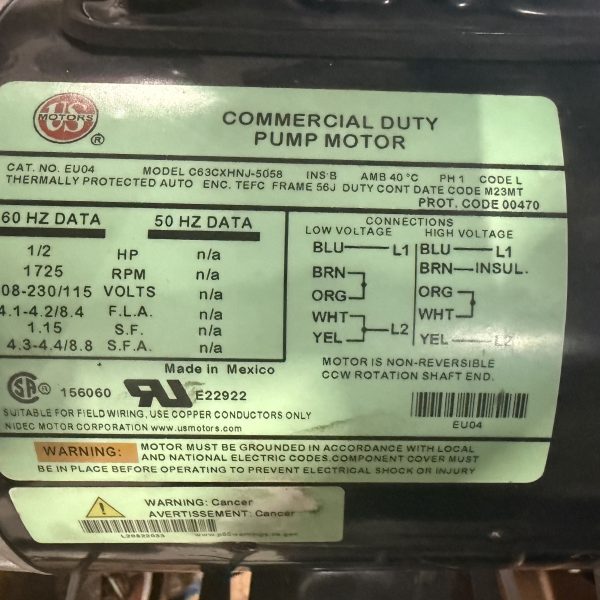 US
MOTORS
®
COMMERCIAL DUTY
PUMP MOTOR
CAT. NO. EU04 MODEL C63CXHNJ-5058 INS B AMB 40 °C PH 1 CODE L
THERMALLY PROTECTED AUTO ENC. TEFC FRAME 56J DUTY CONT DATE CODE M23MT
PROT. CODE 00470
60 HZ DATA 50 HZ DATA
1/2 HP n/a
1725 RPM n/a
08-230/115 VOLTS n/a
4.1-4.2/8.4 F.L.A. n/a
1.15 S.F. n/a
4.3-4.4/8.8 S.F.A. n/a
CONNECTIONS
LOW VOLTAGE HIGH VOLTAGE
BLU L1 BLU L1
BRN BRN INSUL.
ORG ORG
WHT WHT
YEL L2 YEL L2
MOTOR IS NON-REVERSIBLE
CCW ROTATION SHAFT END.
Made in Mexico
SA ® 156060 RU E22922
EU04
SUITABLE FOR FIELD WIRING, USE COPPER CONDUCTORS ONLY
NIDEC MOTOR CORPORATION www.usmotors.com
WARNING: MOTOR MUST BE GROUNDED IN ACCORDANCE WITH LOCAL
AND NATIONAL ELECTRIC CODES. COMPONENT COVER MUST
BE IN PLACE BEFORE OPERATING TO PREVENT ELECTRICAL SHOCK OR INJURY
WARNING: Cancer
AVERTISSEMENT: Cancer
www.p65warnings.ca.gov